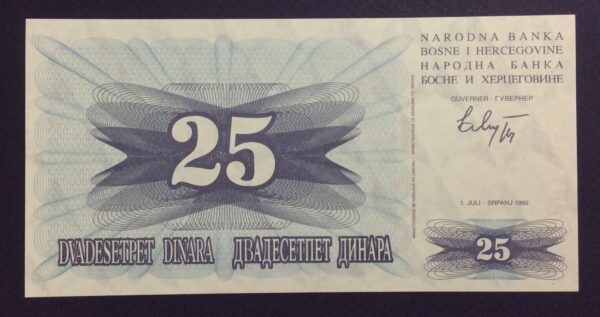 NARODNA BANKA
BOSNE I HERCEGOVINE
НАРОДНА БАНКА
БОСНЕ И ХЕРЦЕГОВИНЕ
GUVERNER - ГУВЕРНЕР
1. JULI - SRPANJ 1992
25
DVADESETPET DINARA ДВАДЕСЕТПЕТ ДИНАРА
25